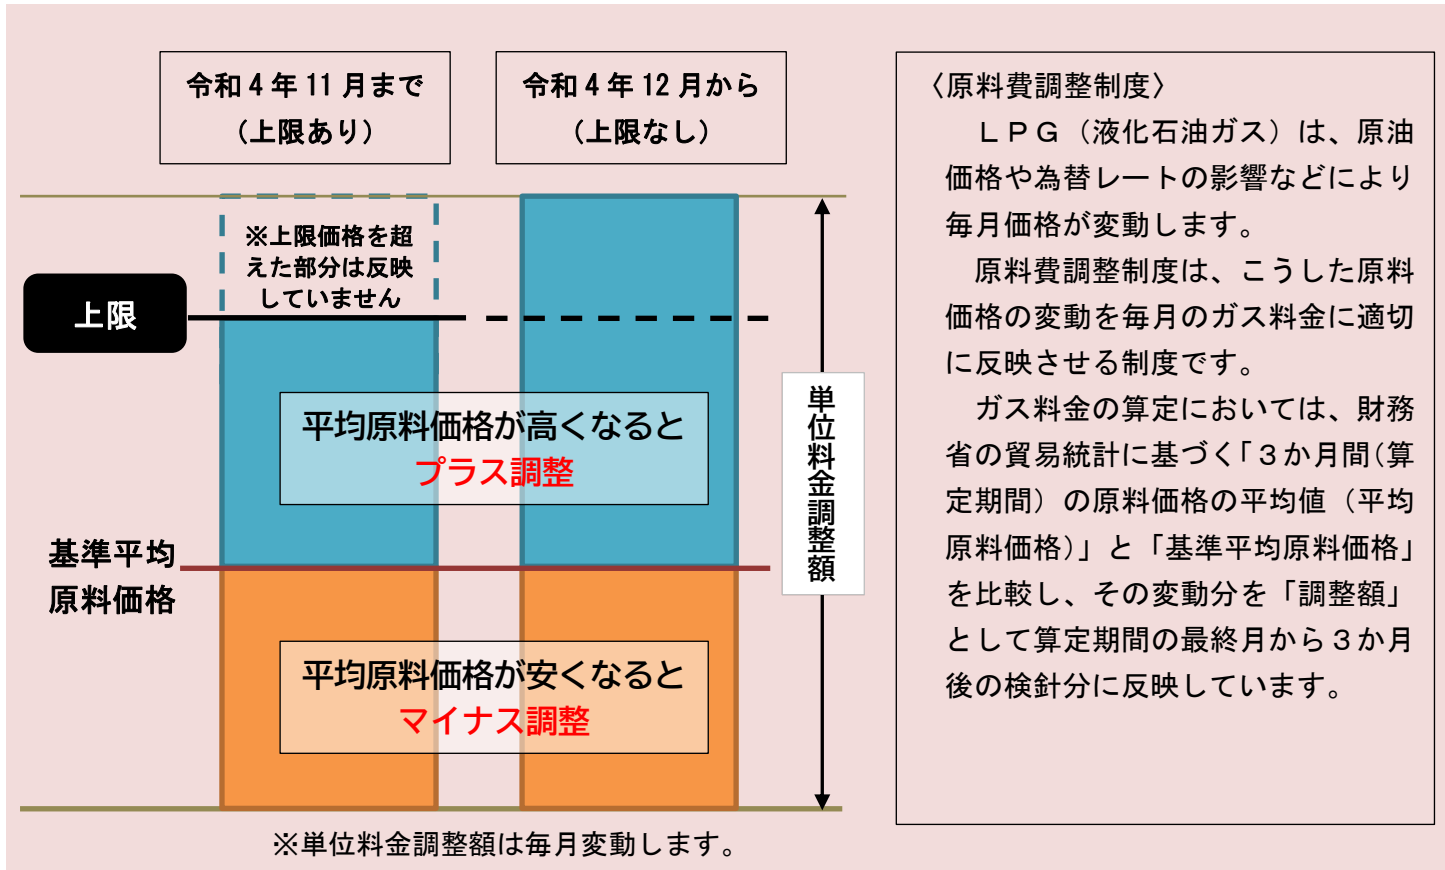 令和４年11月まで
（上限あり）
令和４年12月から
（上限なし）
※上限価格を超
えた部分は反映
していません
上限
平均原料価格が高くなると
プラス調整
基準平均
原料価格
平均原料価格が安くなると
マイナス調整
単位料金調整額
※単位料金調整額は毎月変動します。
〈原料費調整制度〉
ＬＰＧ（液化石油ガス）は、原油
価格や為替レートの影響などにより
毎月価格が変動します。
原料費調整制度は、こうした原料
価格の変動を毎月のガス料金に適切
に反映させる制度です。
ガス料金の算定においては、財務
省の貿易統計に基づく「３か月間（算
定期間）の原料価格の平均値（平均
原料価格）」と「基準平均原料価格」
を比較し、その変動分を「調整額」
として算定期間の最終月から３か月
後の検針分に反映しています。